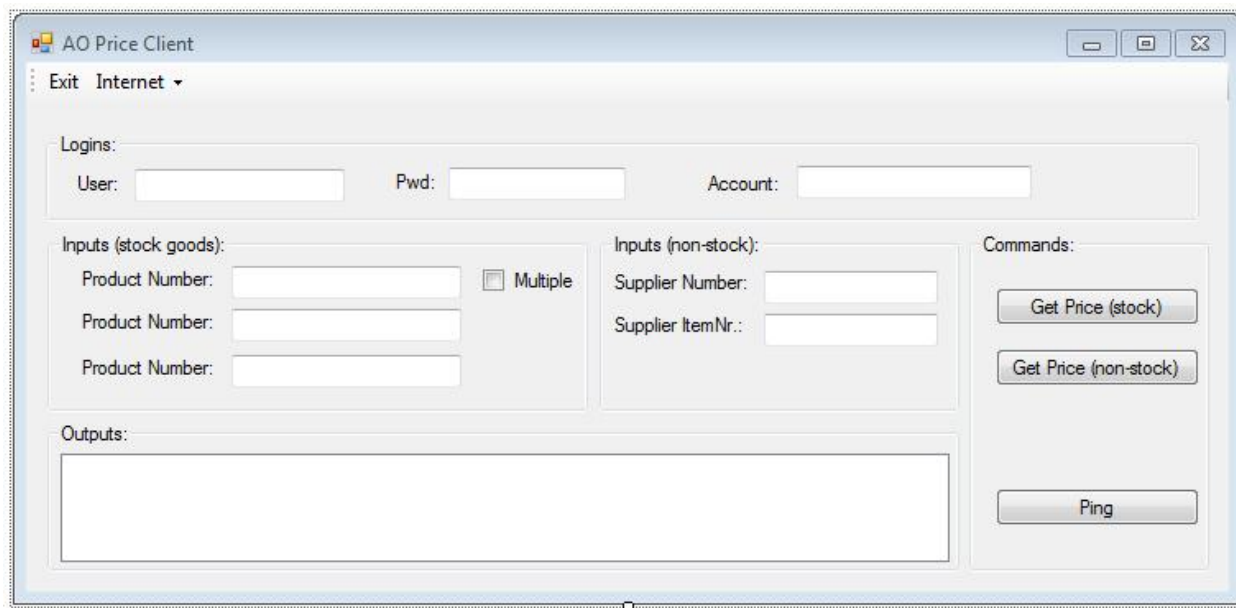 AO Price Client
Exit Internet
Logins:
User: Pwd: Account:
Inputs (stock goods): Inputs (non-stock): Commands:
Product Number: Multiple Supplier Number:
Get Price (stock)
Product Number: Supplier ItemNr.:
Product Number: Get Price (non-stock)
Outputs:
Ping